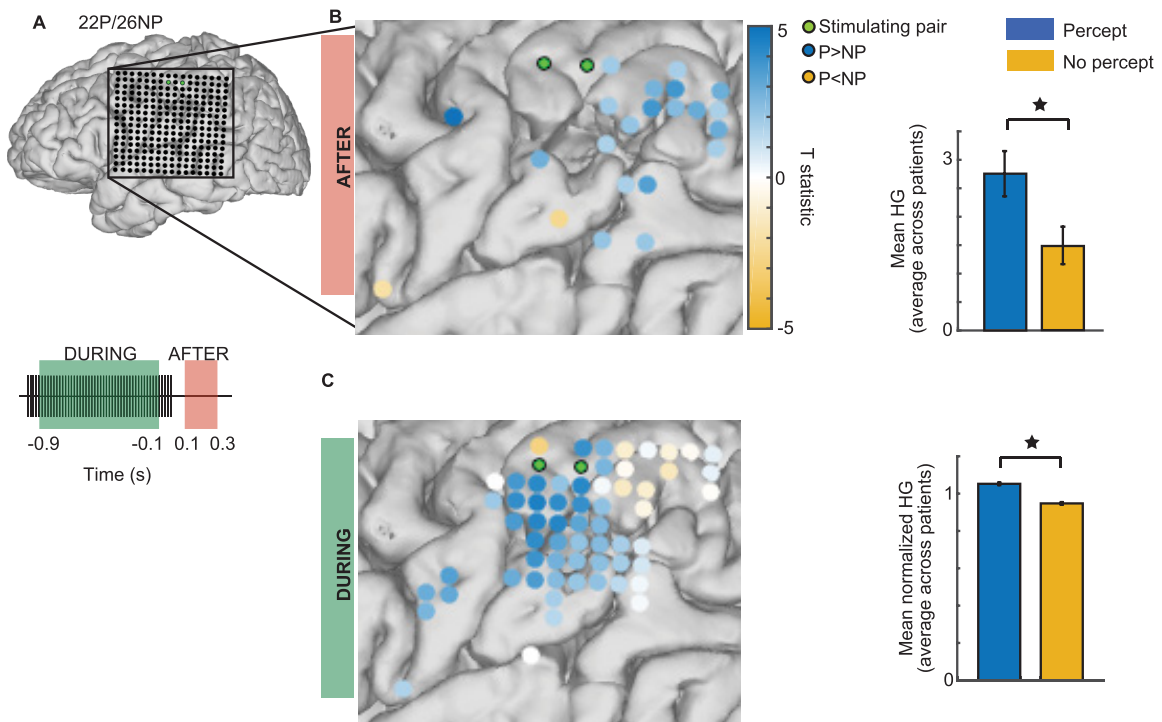 A
22P/26NP
B
AFTER
5
0
-5
T statistic
Stimulating pair
P>NP
P<NP
Percept
No percept
3
0
Mean HG
(average across patients)
DURING AFTER
-0.9 -0.1 0.1 0.3
Time (s)
C
DURING
1
0
Mean normalized HG
(average across patients)